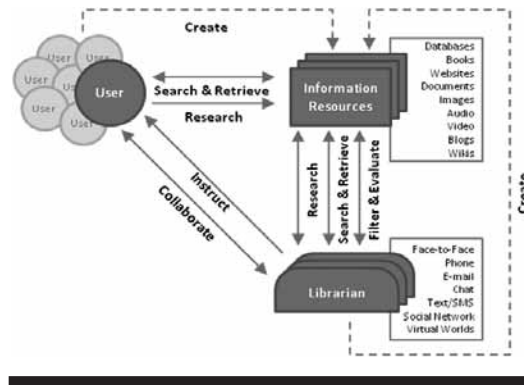 Create
User
User
User
User
User
User
Search & Retrieve
Research
Information
Resources
Databases
Books
Websites
Documents
Images
Audio
Video
Blogs
Wikis
Collaborate
Instruct
Research
Search & Retrieve
Filter & Evaluate
Create
Librarian
Face-to-Face
Phone
E-mail
Chat
Text/SMS
Social Network
Virtual Worlds